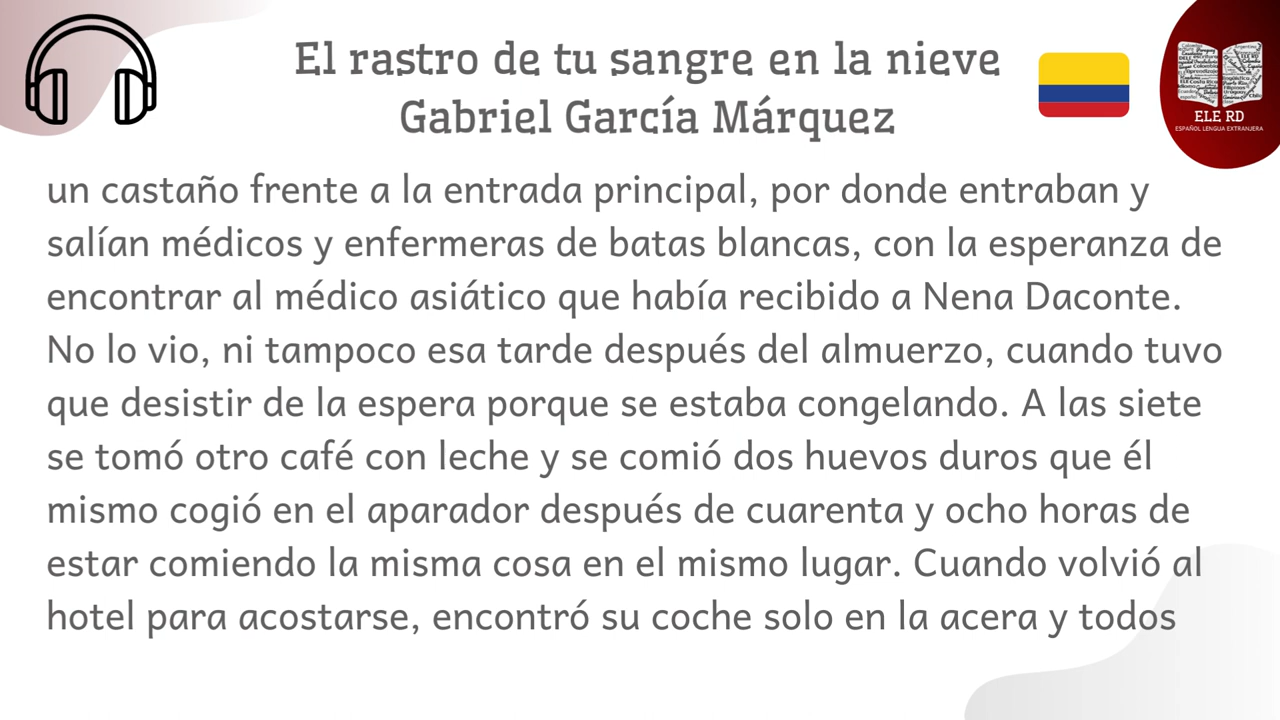 El rastro de tu sangre en la nieve
Gabriel García Márquez
ELE RD
ESPAÑOL LENGUA EXTRANJERA
un castaño frente a la entrada principal, por donde entraban y
salían médicos y enfermeras de batas blancas, con la esperanza de
encontrar al médico asiático que había recibido a Nena Daconte.
No lo vio, ni tampoco esa tarde después del almuerzo, cuando tuvo
que desistir de la espera porque se estaba congelando. A las siete
se tomó otro café con leche y se comió dos huevos duros que él
mismo cogió en el aparador después de cuarenta y ocho horas de
estar comiendo la misma cosa en el mismo lugar. Cuando volvió al
hotel para acostarse, encontró su coche solo en la acera y todos